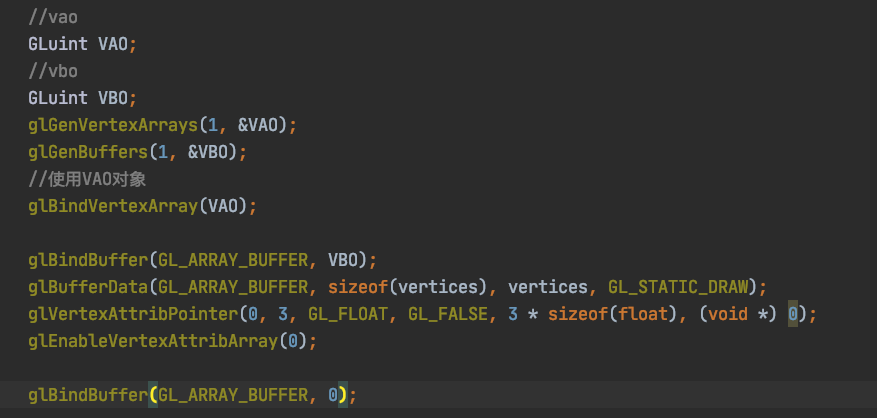 //vao
GLuint VAO;
//vbo
GLuint VBO;
glGenVertexArrays(1, &VAO);
glGenBuffers(1, &VBO);
//使用VAO对象
glBindVertexArray(VAO);
glBindBuffer(GL_ARRAY_BUFFER, VBO);
glBufferData(GL_ARRAY_BUFFER, sizeof(vertices), vertices, GL_STATIC_DRAW);
glVertexAttribPointer(0, 3, GL_FLOAT, GL_FALSE, 3 * sizeof(float), (void *) 0);
glEnableVertexAttribArray(0);
glBindBuffer(GL_ARRAY_BUFFER, 0);